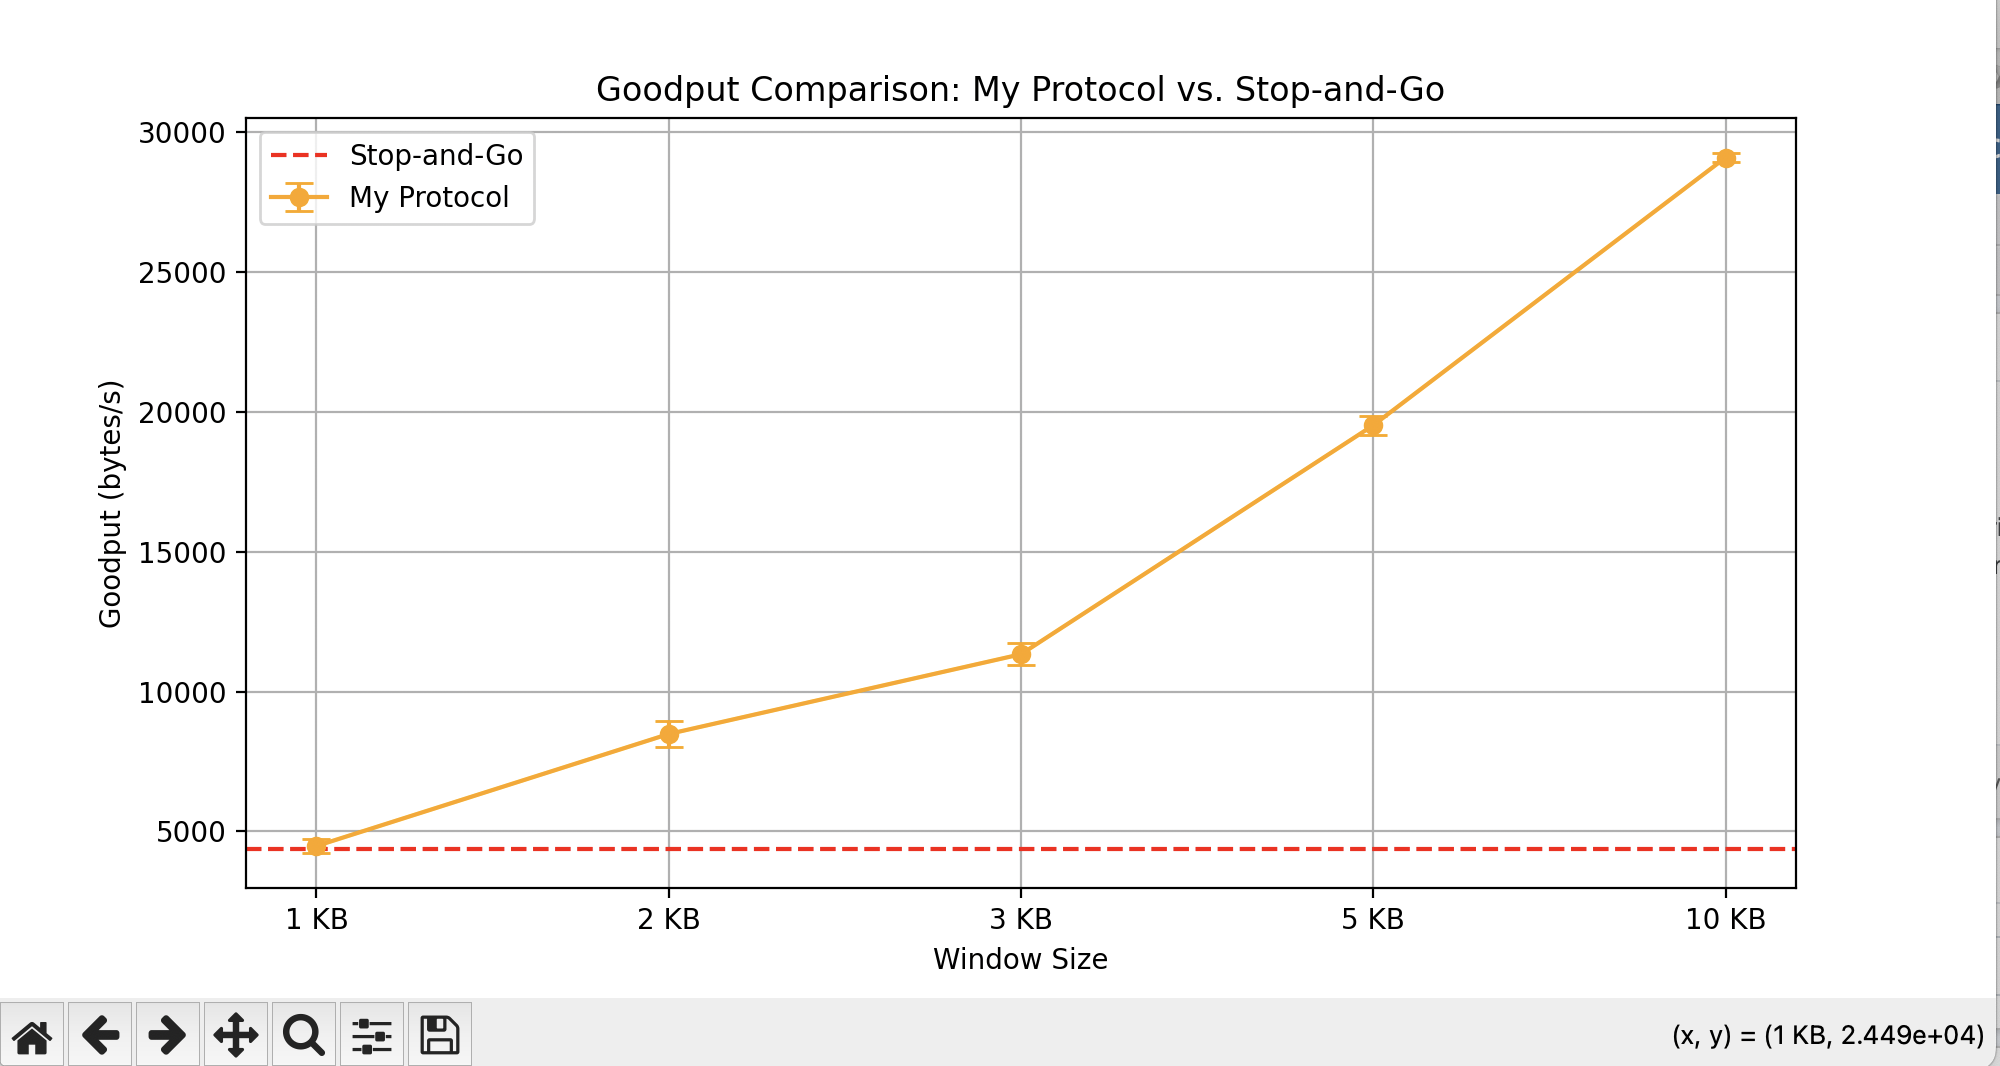 Goodput Comparison: My Protocol vs. Stop-and-Go
30000
25000
20000
15000
10000
5000
Goodput (bytes/s)
Stop-and-Go
My Protocol
1 KB
2 KB
3 KB
5 KB
10 KB
Window Size
(x, y) = (1 KB, 2.449e+04)